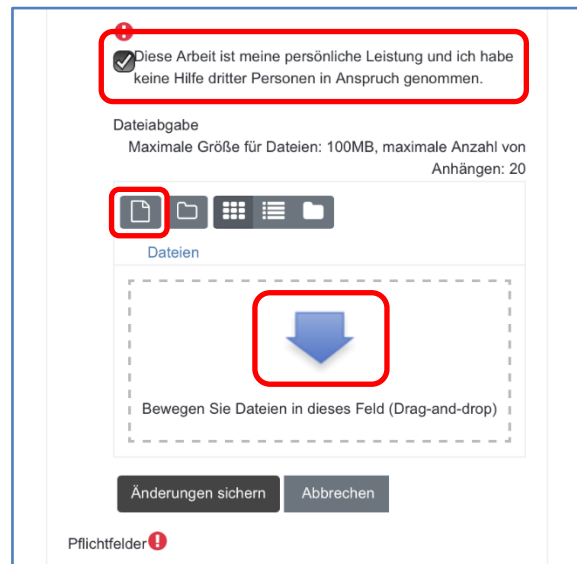 Diese Arbeit ist meine persönliche Leistung und ich habe
keine Hilfe dritter Personen in Anspruch genommen.
Dateiabgabe
Maximale Größe für Dateien: 100MB, maximale Anzahl von
Anhängen: 20
Dateien
Bewegen Sie Dateien in dieses Feld (Drag-and-drop)
Änderungen sichern Abbrechen
Pflichtfelder